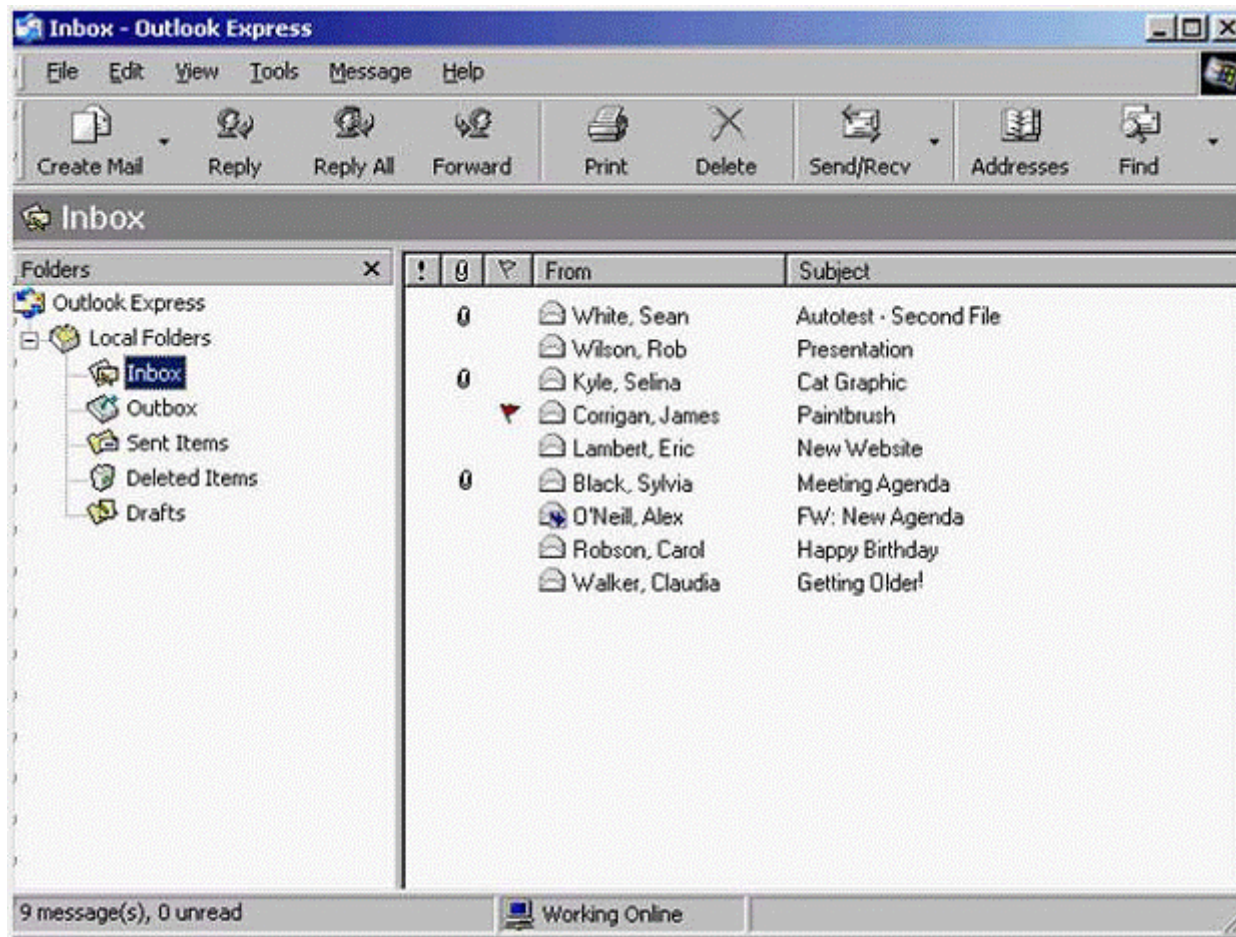 Inbox - Outlook Express
File Edit View Tools Message Help
Create Mail Reply Reply All Forward Print Delete Send/Recv Addresses Find
Inbox
Folders
! From Subject
Outlook Express
Local Folders
Inbox
Outbox
Sent Items
Deleted Items
Drafts
White, Sean Autotest - Second File
Wilson, Rob Presentation
Kyle, Selina Cat Graphic
Corrigan, James Paintbrush
Lambert, Eric New Website
Black, Sylvia Meeting Agenda
O'Neill, Alex FW: New Agenda
Robson, Carol Happy Birthday
Walker, Claudia Getting Older!
9 message(s), 0 unread Working Online